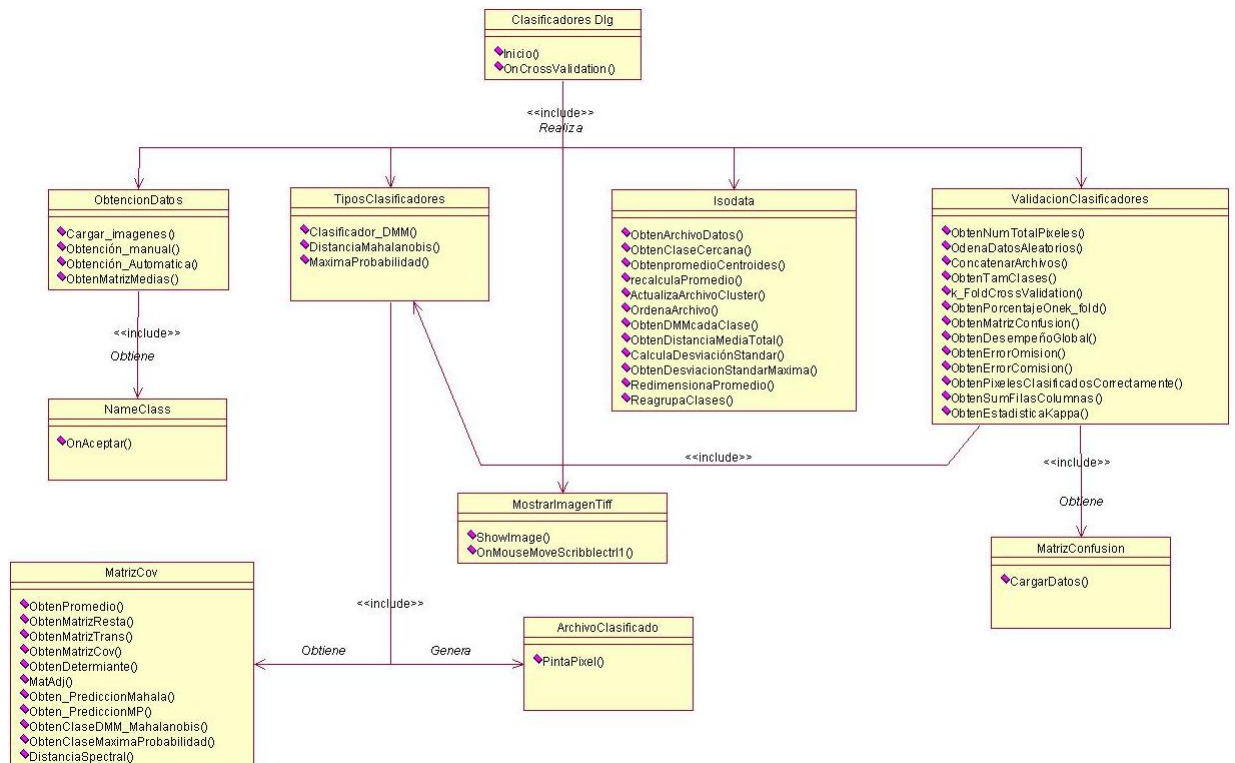 Clasificadores Dlg
Inicio()
OnCrossValidation()
<<include>>
Realiza
ObtencionDatos
Cargar_imagenes()
Obtención_manual()
Obtención_Automatica()
ObtenMatrizMedias()
TiposClasificadores
Clasificador_DMM()
DistanciaMahalanobis()
MaximaProbabilidad()
Isodata
ObtenArchivoDatos()
ObtenClaseCercana()
ObtenpromedioCentroides()
recalculaPromedio()
ActualizaArchivoCluster()
OrdenaArchivo()
ObtenDMMcadaClase()
ObtenDistanciaMediaTotal()
CalculaDesviaciónStandar()
ObtenDesviacionStandarMaxima()
RedimensionaPromedio()
ReagrupaClases()
ValidacionClasificadores
ObtenNumTotalPixeles()
OdenaDatosAleatorios()
ConcatenarArchivos()
ObtenTamClases()
k_FoldCrossValidation()
ObtenPorcentajeOnek_fold()
ObtenMatrizConfusion()
ObtenDesempeñoGlobal()
ObtenErrorOmision()
ObtenErrorComision()
ObtenPixelesClasificadosCorrectamente()
ObtenSumFilasColumnas()
ObtenEstadisticaKappa()
<<include>>
Obtiene
NameClass
OnAceptar()
<<include>>
<<include>>
Obtiene
MostrarImagenTiff
ShowImage()
OnMouseMoveScribblectrl1()
MatrizConfusion
CargarDatos()
MatrizCov
ObtenPromedio()
ObtenMatrizResta()
ObtenMatrizTrans()
ObtenMatrizCov()
ObtenDetermiante()
MatAdj()
Obten_PrediccionMahala()
Obten_PrediccionMP()
ObtenClaseDMM_Mahalanobis()
ObtenClaseMaximaProbabilidad()
DistanciaSpectral()
<<include>>
Obtiene
Genera
ArchivoClasificado
PintaPixel()